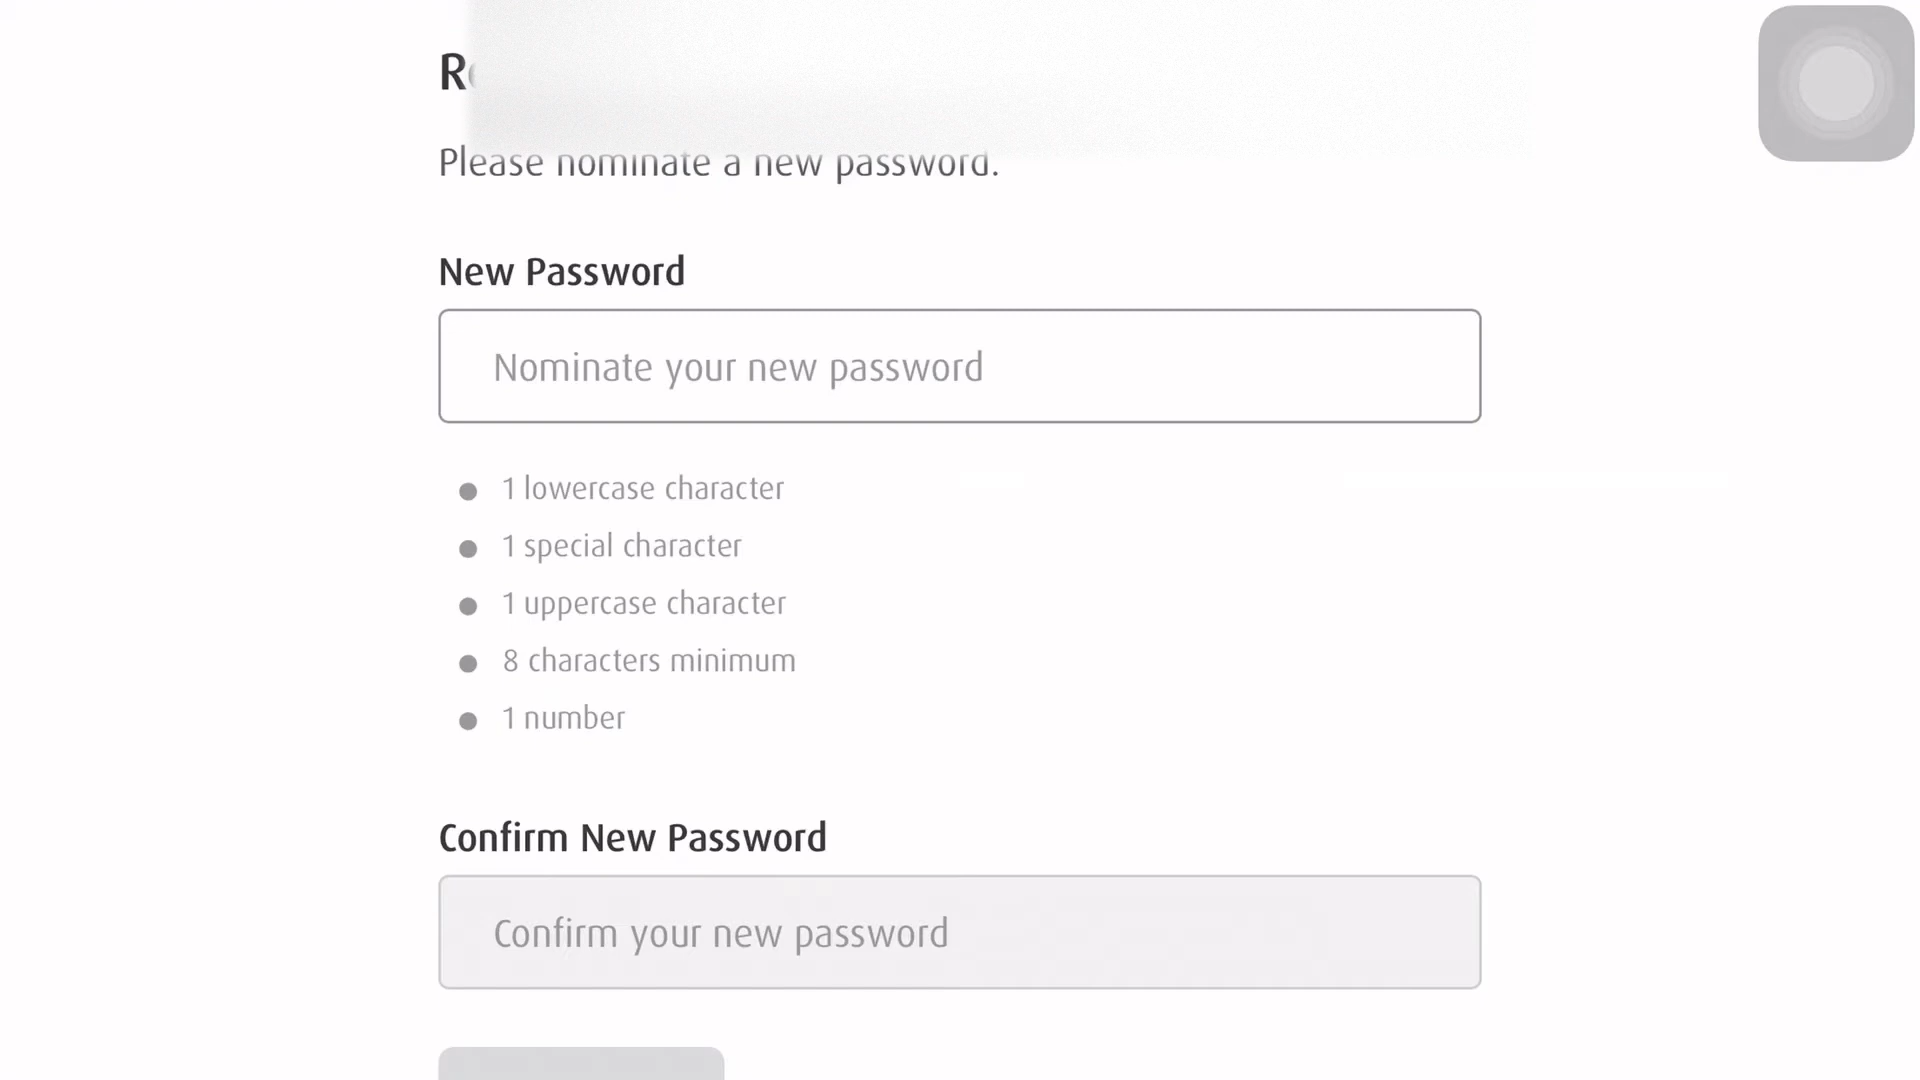 Please nominate a new password.
New Password
Nominate your new password
1 lowercase character
1 special character
1 uppercase character
8 characters minimum
1 number
Confirm New Password
Confirm your new password